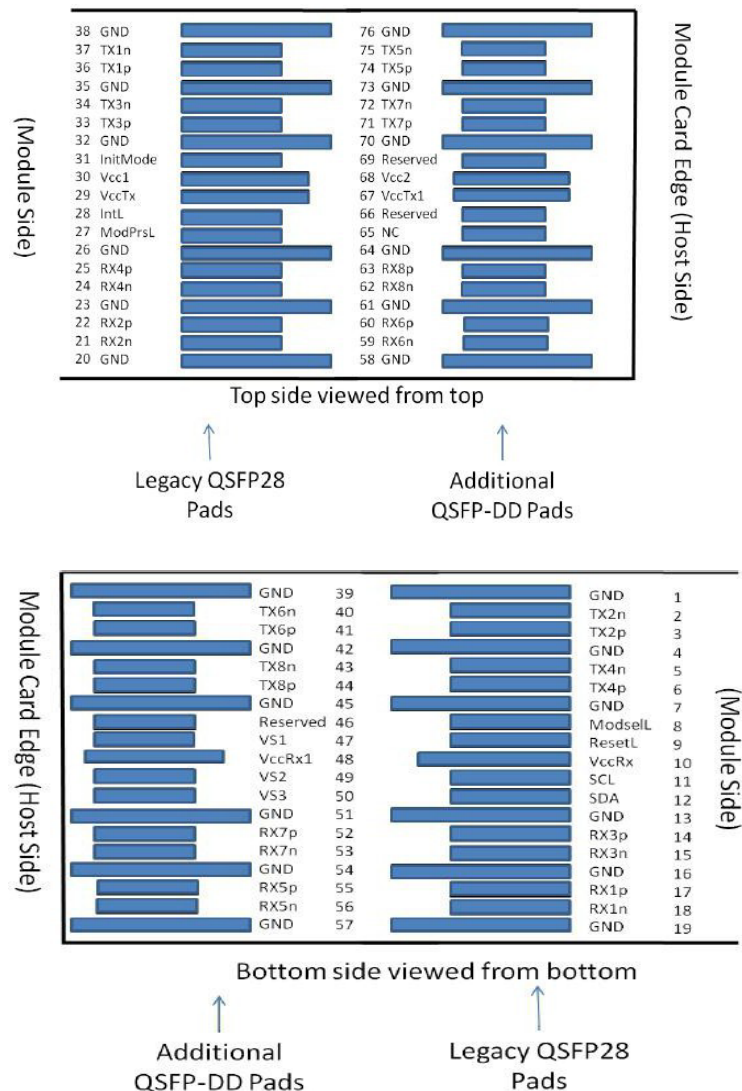 38 GND 76 GND
37 TX1n 75 TX5n
36 TX1p 74 TX5p
35 GND 73 GND
34 TX3n 72 TX7n
33 TX3p 71 TX7p
32 GND 70 GND
31 InitMode 69 Reserved
30 Vcc1 68 Vcc2
29 VccTx 67 VccTx1
28 IntL 66 Reserved
27 ModPrsL 65 NC
26 GND 64 GND
25 RX4p 63 RX8p
24 RX4n 62 RX8n
23 GND 61 GND
22 RX2p 60 RX6p
21 RX2n 59 RX6n
20 GND 58 GND
(Module Side)
Module Card Edge (Host Side)
Top side viewed from top
Legacy QSFP28
Pads
Additional
QSFP-DD Pads
GND 39 GND 1
TX6n 40 TX2n 2
TX6p 41 TX2p 3
GND 42 GND 4
TX8n 43 TX4n 5
TX8p 44 TX4p 6
GND 45 GND 7
Reserved 46 ModselL 8
VS1 47 ResetL 9
VccRx1 48 VccRx 10
VS2 49 SCL 11
VS3 50 SDA 12
GND 51 GND 13
RX7p 52 RX3p 14
RX7n 53 RX3n 15
GND 54 GND 16
RX5p 55 RX1p 17
RX5n 56 RX1n 18
GND 57 GND 19
Module Card Edge (Host Side)
(Module Side)
Bottom side viewed from bottom
Additional
QSFP-DD Pads
Legacy QSFP28
Pads